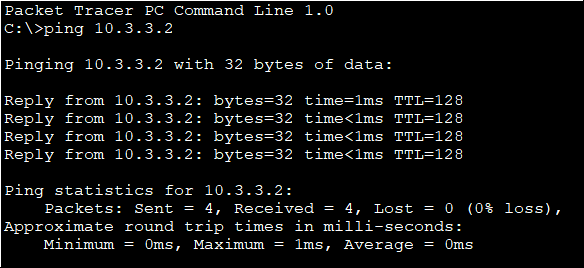 Packet Tracer PC Command Line 1.0
C:\>ping 10.3.3.2
Pinging 10.3.3.2 with 32 bytes of data:
Reply from 10.3.3.2: bytes=32 time=1ms TTL=128
Reply from 10.3.3.2: bytes=32 time<1ms TTL=128
Reply from 10.3.3.2: bytes=32 time<1ms TTL=128
Reply from 10.3.3.2: bytes=32 time<1ms TTL=128
Ping statistics for 10.3.3.2:
    Packets: Sent = 4, Received = 4, Lost = 0 (0% loss),
Approximate round trip times in milli-seconds:
    Minimum = 0ms, Maximum = 1ms, Average = 0ms